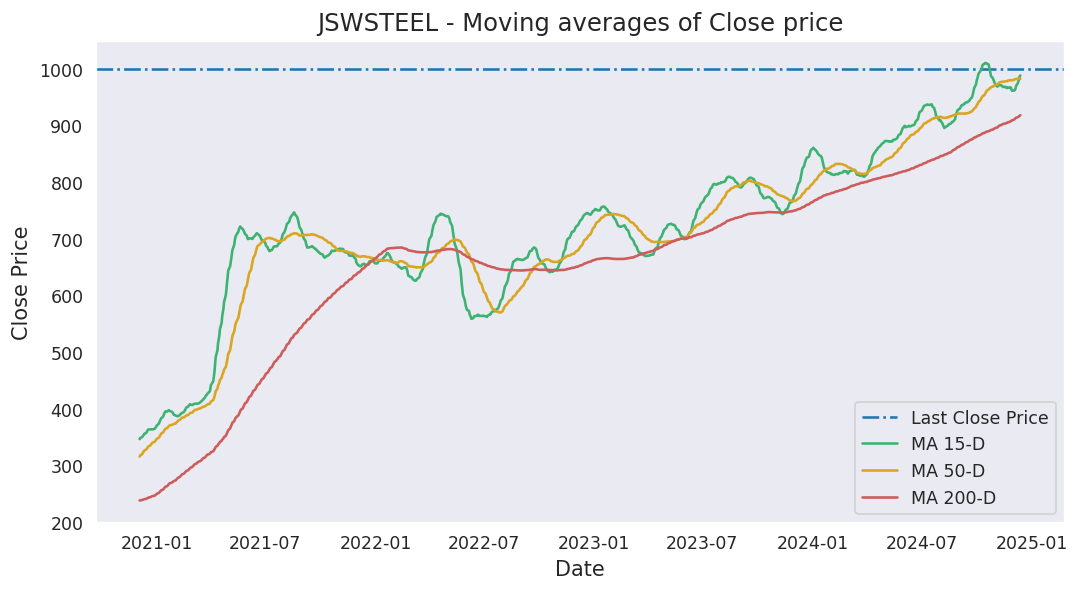 JSWSTEEL - Moving averages of Close price
Close Price
1000
900
800
700
600
500
400
300
200
Last Close Price
MA 15-D
MA 50-D
MA 200-D
2021-01 2021-07 2022-01 2022-07 2023-01 2023-07 2024-01 2024-07 2025-01
Date